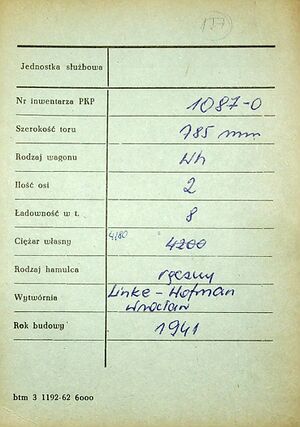 177
Jednostka służbowa
Nr inwentarza PKP 1087-0
Szerokość toru 785 mm
Rodzaj wagonu Wh
Ilość osi 2
Ładowność w t. 8
Ciężar własny 4180 4200
Rodzaj hamulca ręczny
Wytwórnia Linke - Hofman
Wrocław
Rok budowy 1941
btm 3 1192-62 6000